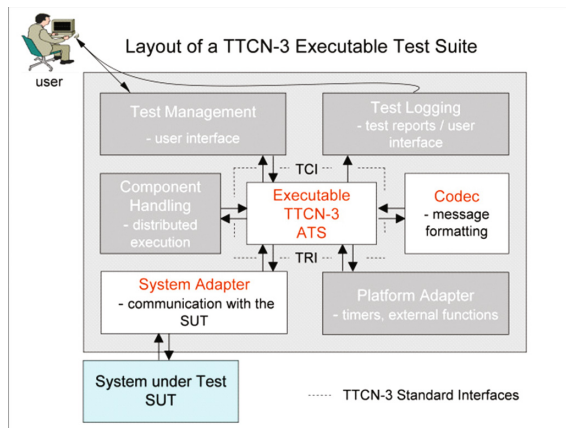 Layout of a TTCN-3 Executable Test Suite
user
Test Management
- user interface
Test Logging
- test reports / user
interface
TCI
Component
Handling
- distributed
execution
Executable
TTCN-3
ATS
Codec
- message
formatting
TRI
System Adapter
- communication with the
SUT
Platform Adapter
- timers, external functions
System under Test
SUT
TTCN-3 Standard Interfaces